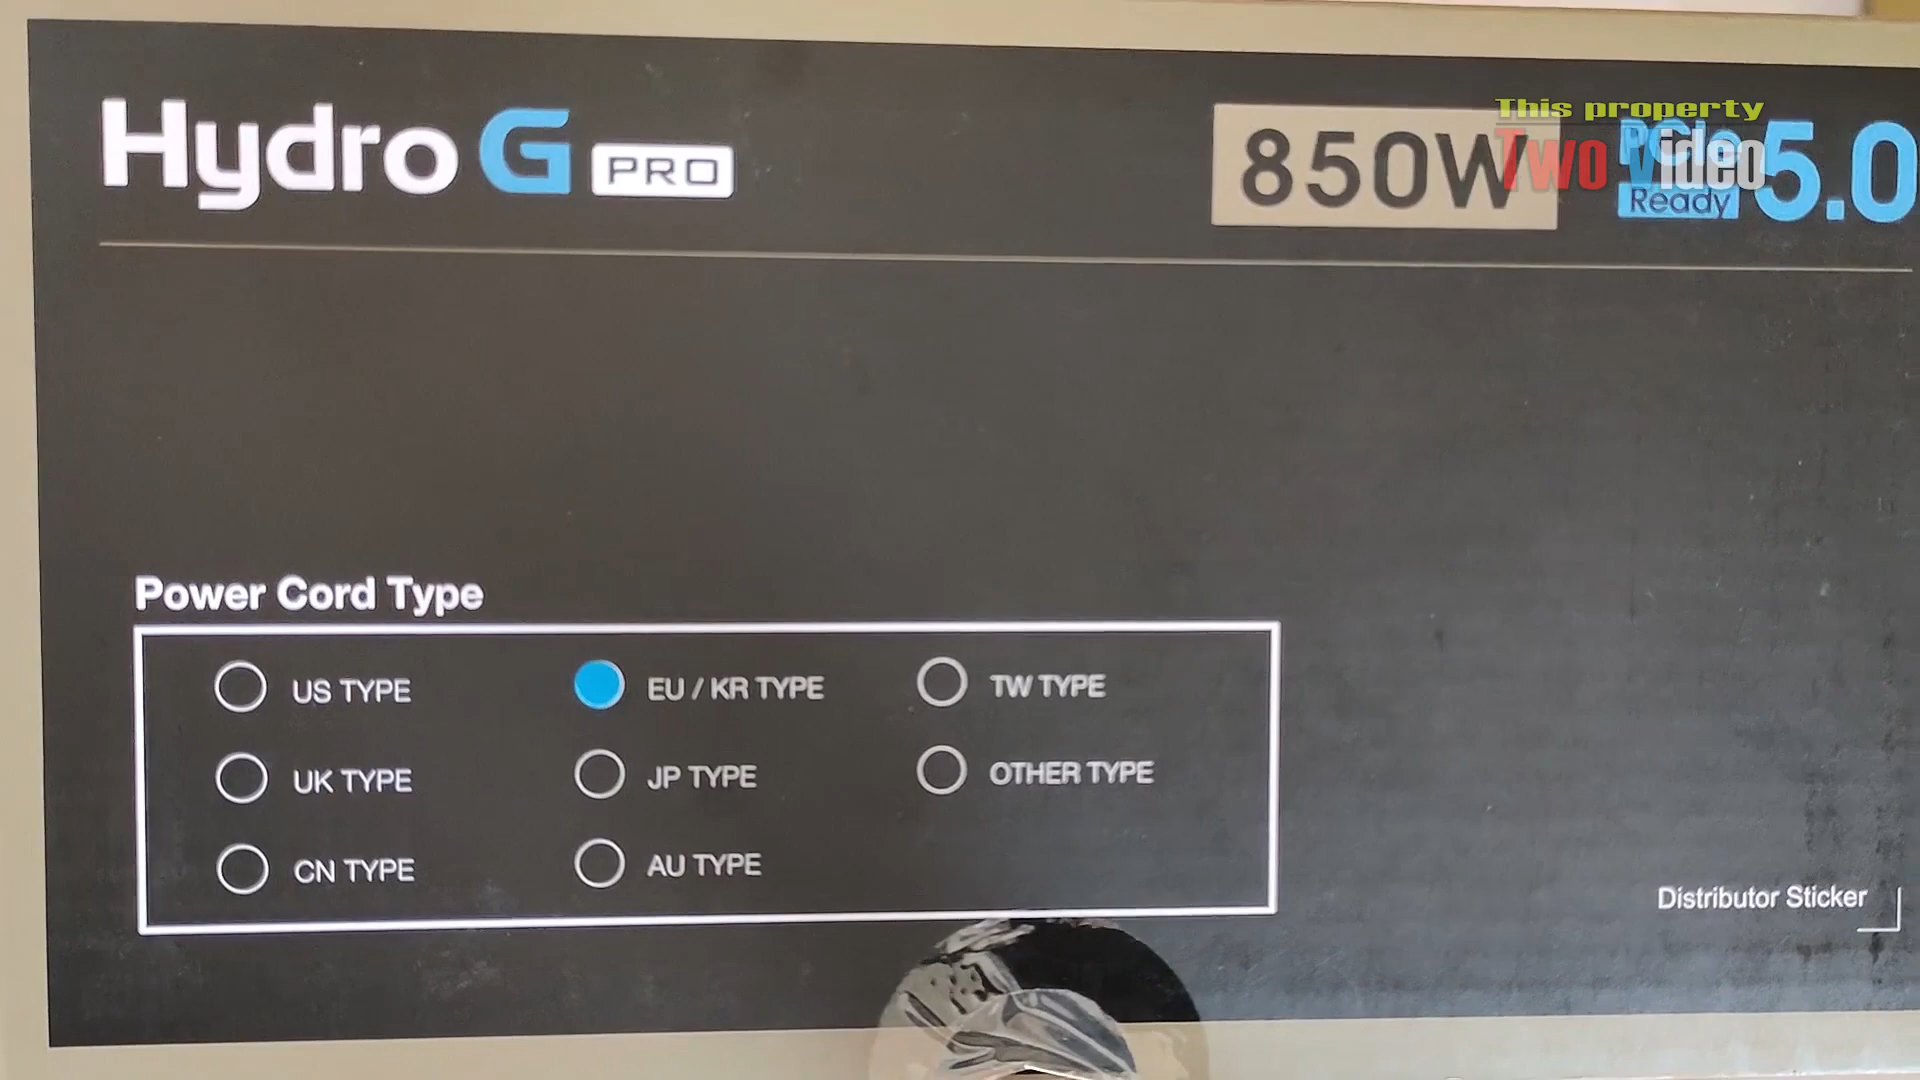 Hydro G PRO
850W
PCIe 5.0
Ready
This property
Two Video
Power Cord Type
US TYPE
EU / KR TYPE
TW TYPE
UK TYPE
JP TYPE
OTHER TYPE
CN TYPE
AU TYPE
Distributor Sticker